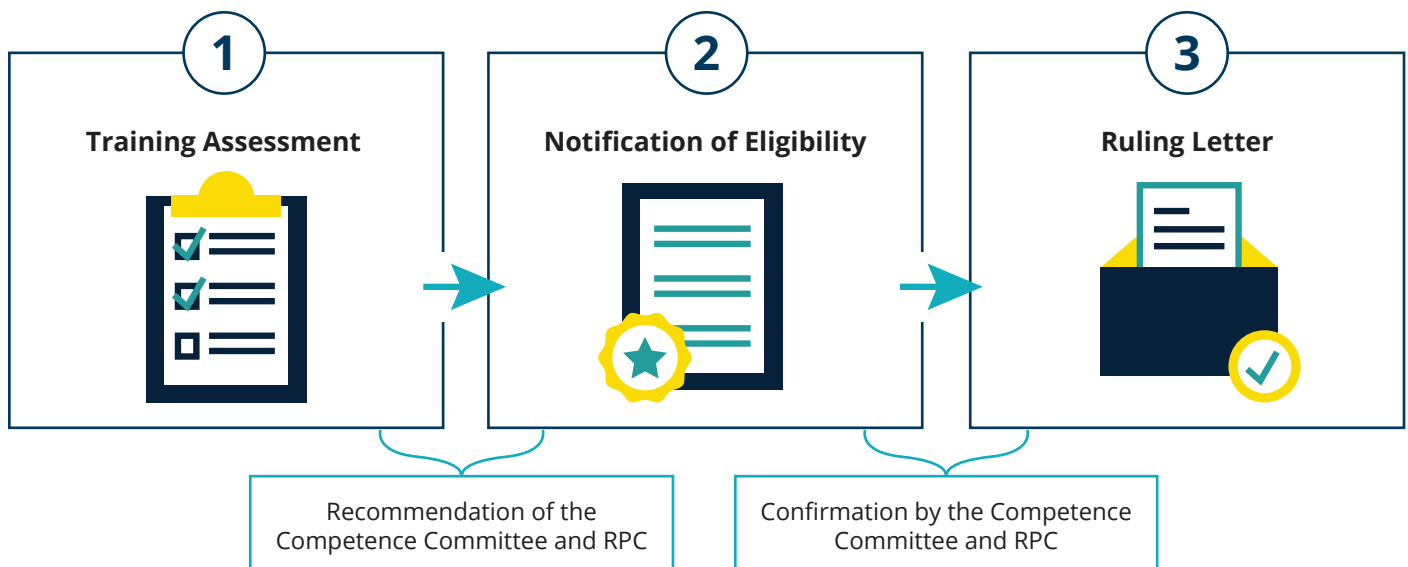 1
Training Assessment
2
Notification of Eligibility
3
Ruling Letter
Recommendation of the
Competence Committee and RPC
Confirmation by the Competence
Committee and RPC